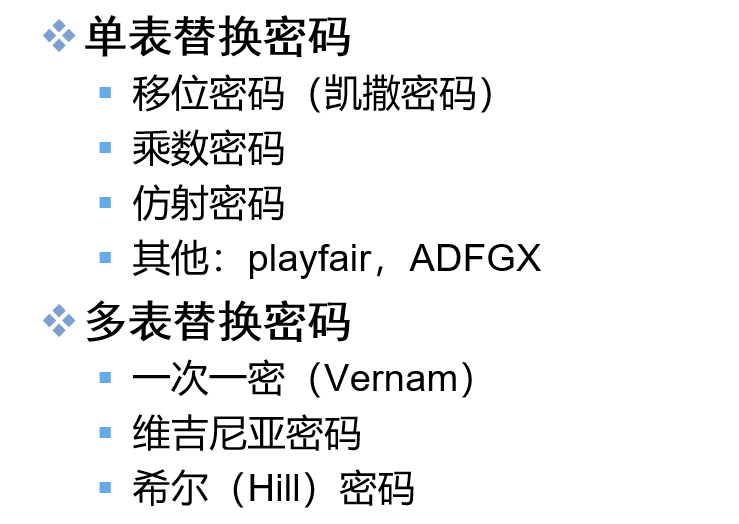 单表替换密码
移位密码（凯撒密码）
乘数密码
仿射密码
其他：playfair，ADFGX
多表替换密码
一次一密（Vernam）
维吉尼亚密码
希尔（Hill）密码